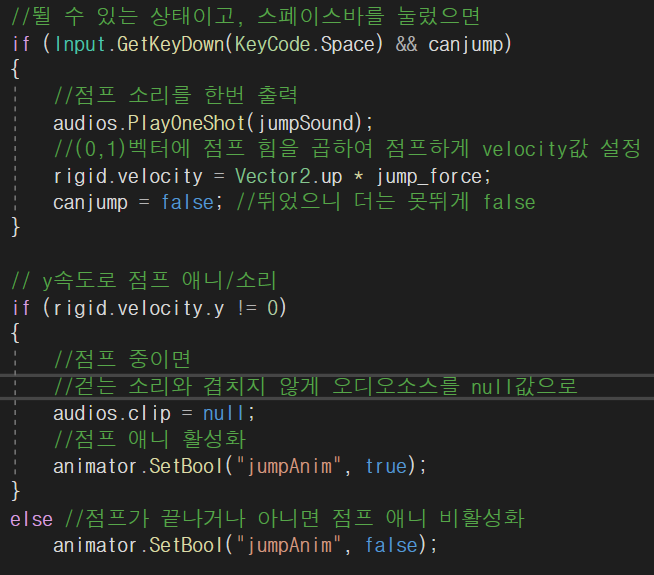 //뛸 수 있는 상태이고, 스페이스바를 눌렀으면
if (Input.GetKeyDown(KeyCode.Space) && canjump)
{
//점프 소리를 한번 출력
audios.PlayOneShot(jumpSound);
//(0,1)벡터에 점프 힘을 곱하여 점프하게 velocity값 설정
rigid.velocity = Vector2.up * jump_force;
canjump = false; //뛰었으니 더는 못뛰게 false
}
// y속도로 점프 애니/소리
if (rigid.velocity.y != 0)
{
//점프 중이면
//걷는 소리와 겹치지 않게 오디오소스를 null값으로
audios.clip = null;
//점프 애니 활성화
animator.SetBool("jumpAnim", true);
}
else //점프가 끝나거나 아니면 점프 애니 비활성화
animator.SetBool("jumpAnim", false);